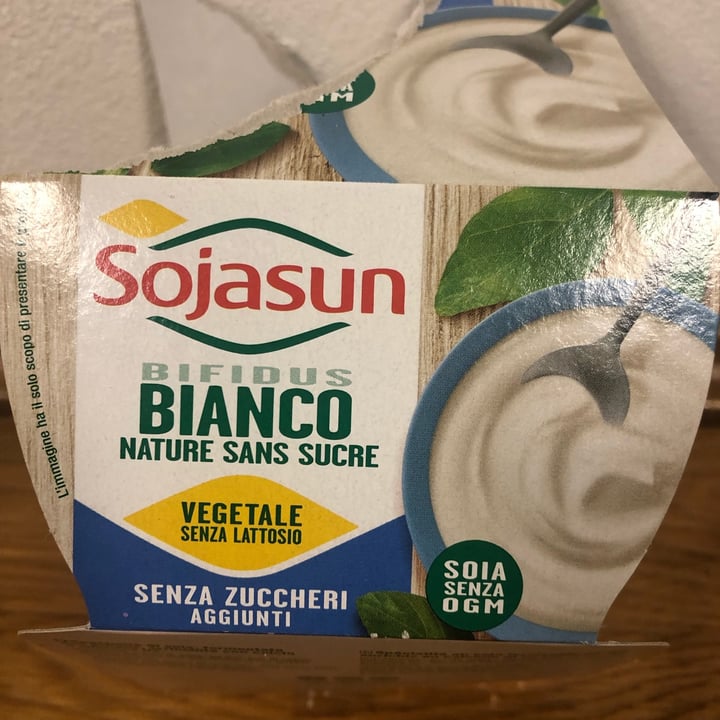 Sojasun
BIFIDUS
BIANCO
NATURE SANS SUCRE
VEGETALE
SENZA LATTOSIO
SENZA ZUCCHERI
AGGIUNTI
SOIA
SENZA
OGM
L'immagine ha il solo scopo di presentare